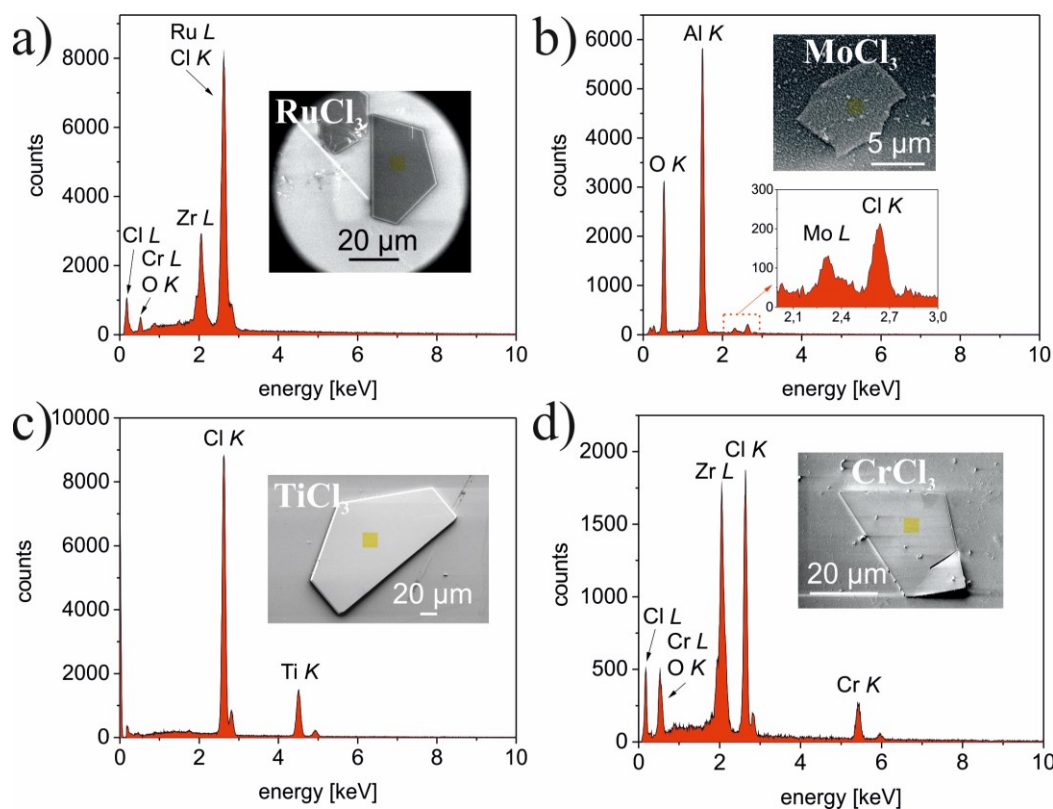 a)
10000
8000
6000
4000
2000
0
counts
Ru L
Cl K
Zr L
Cl L
Cr L
O K
RuCl3
20 μm
0 2 4 6 8 10
energy [keV]
b)
6000
5000
4000
3000
2000
1000
0
counts
Al K
O K
MoCl3
5 μm
300
200
100
0
Mo L
Cl K
2,1 2,4 2,7 3,0
0 2 4 6 8 10
energy [keV]
c)
10000
8000
6000
4000
2000
0
counts
Cl K
Ti K
TiCl3
20 μm
0 2 4 6 8 10
energy [keV]
d)
2000
1500
1000
500
0
counts
Zr L
Cl K
Cl L
Cr L
O K
Cr K
CrCl3
20 μm
0 2 4 6 8 10
energy [keV]